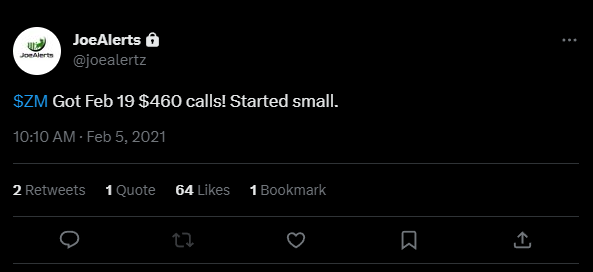 JoeAlerts
JoeAlerts
@joealertz
$ZM Got Feb 19 $460 calls! Started small.
10:10 AM · Feb 5, 2021
2 Retweets 1 Quote 64 Likes 1 Bookmark